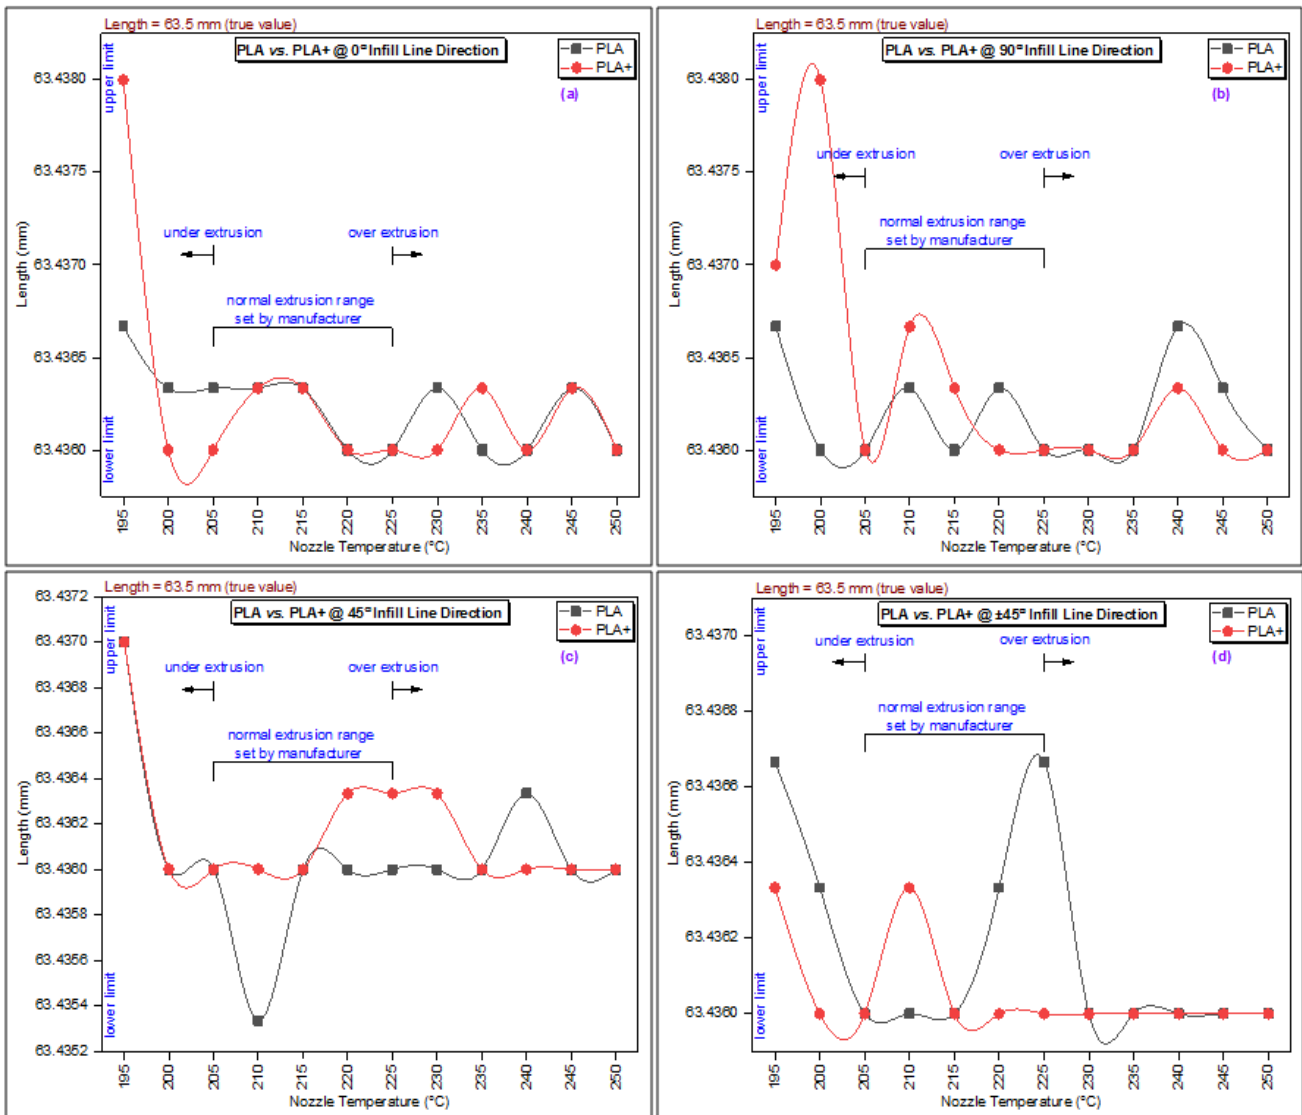 Length = 63.5 mm (true value)
PLA vs. PLA+ @ 0° Infill Line Direction
PLA
PLA+
(a)
upper limit
lower limit
under extrusion
over extrusion
normal extrusion range
set by manufacturer
63.4380
63.4375
63.4370
63.4365
63.4360
Length (mm)
195 200 205 210 215 220 225 230 235 240 245 250
Nozzle Temperature (°C)
Length = 63.5 mm (true value)
PLA vs. PLA+ @ 90° Infill Line Direction
PLA
PLA+
(b)
upper limit
lower limit
under extrusion
over extrusion
normal extrusion range
set by manufacturer
63.4380
63.4375
63.4370
63.4365
63.4360
Length (mm)
195 200 205 210 215 220 225 230 235 240 245 250
Nozzle Temperature (°C)
Length = 63.5 mm (true value)
PLA vs. PLA+ @ 45° Infill Line Direction
PLA
PLA+
(c)
upper limit
lower limit
under extrusion
over extrusion
normal extrusion range
set by manufacturer
63.4372
63.4370
63.4368
63.4366
63.4364
63.4362
63.4360
63.4358
63.4356
63.4354
63.4352
Length (mm)
195 200 205 210 215 220 225 230 235 240 245 250
Nozzle Temperature (°C)
Length = 63.5 mm (true value)
PLA vs. PLA+ @ ±45° Infill Line Direction
PLA
PLA+
(d)
upper limit
lower limit
under extrusion
over extrusion
normal extrusion range
set by manufacturer
63.4370
63.4368
63.4366
63.4364
63.4362
63.4360
Length (mm)
195 200 205 210 215 220 225 230 235 240 245 250
Nozzle Temperature (°C)